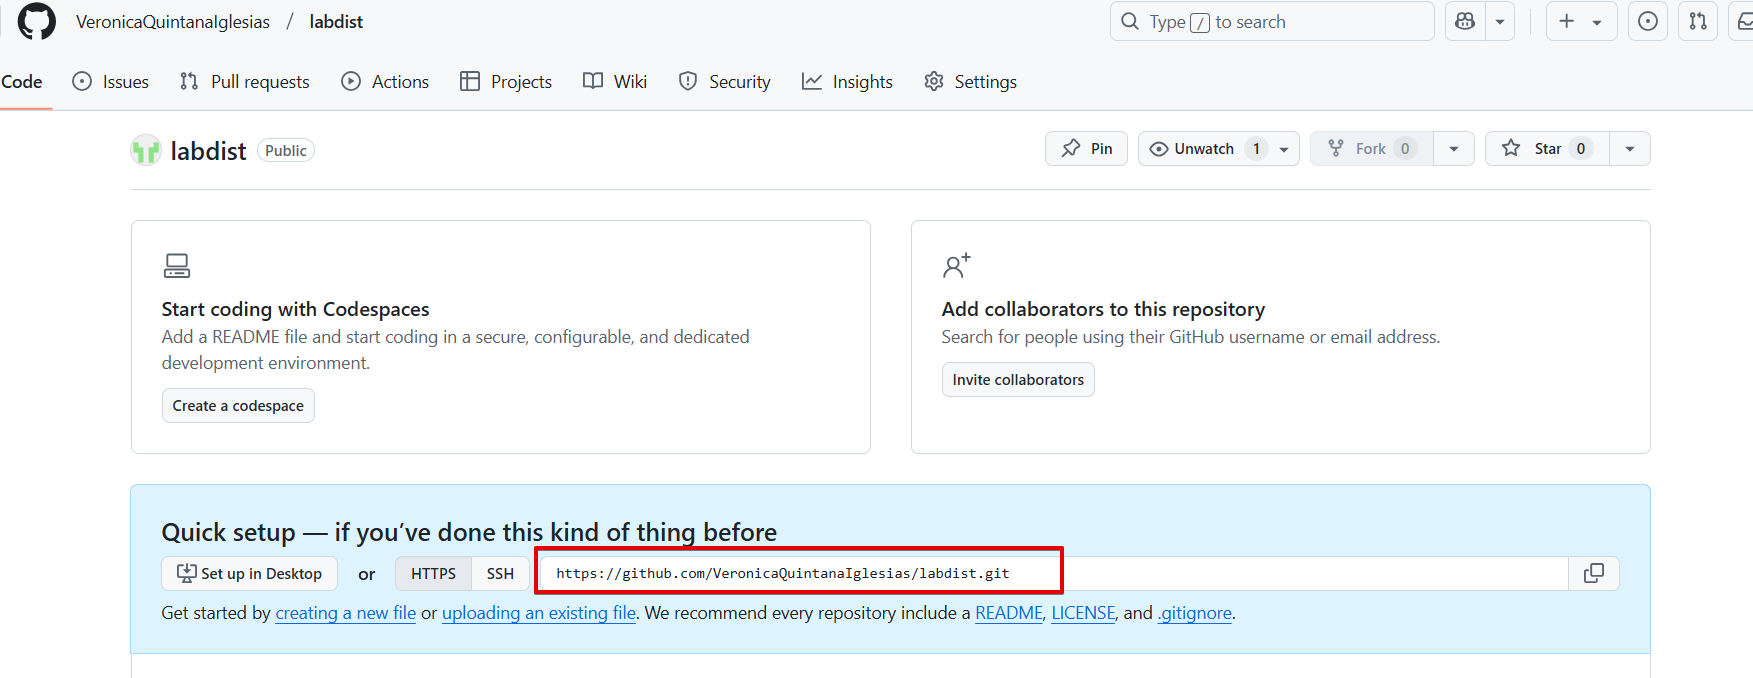 VeronicaQuintanaIglesias / labdist
Type / to search
Code Issues Pull requests Actions Projects Wiki Security Insights Settings
labdist Public
Pin Unwatch 1 Fork 0 Star 0
Start coding with Codespaces
Add a README file and start coding in a secure, configurable, and dedicated
development environment.
Create a codespace
Add collaborators to this repository
Search for people using their GitHub username or email address.
Invite collaborators
Quick setup — if you’ve done this kind of thing before
Set up in Desktop or HTTPS SSH https://github.com/VeronicaQuintanaIglesias/labdist.git
Get started by creating a new file or uploading an existing file. We recommend every repository include a README, LICENSE, and .gitignore.